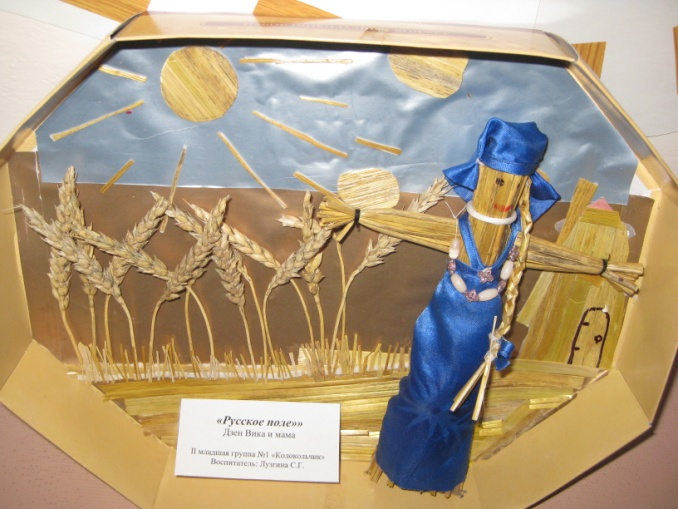 «Русское поле»»
Дзен Вика и мама
II младшая группа №1 «Колокольчик»
Воспитатель: Лузгина С.Г.